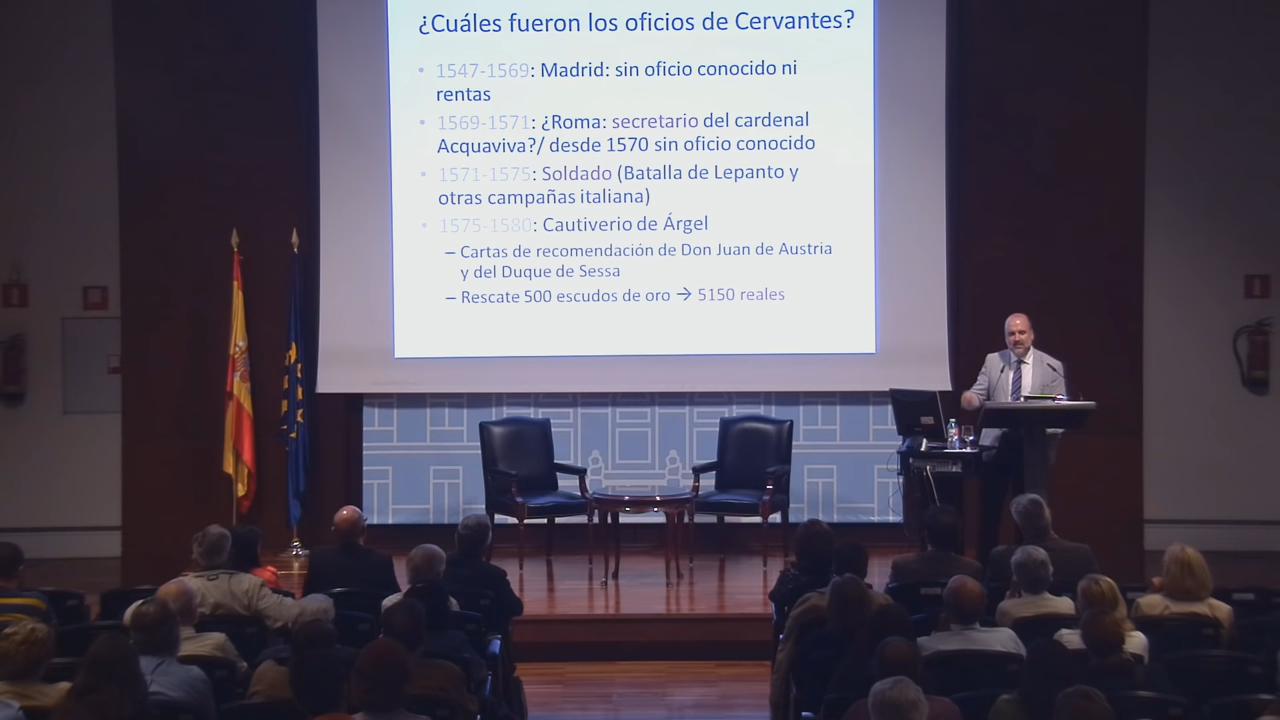 ¿Cuáles fueron los oficios de Cervantes?
• 1547-1569: Madrid: sin oficio conocido ni
rentas
• 1569-1571: ¿Roma: secretario del cardenal
Acquaviva?/ desde 1570 sin oficio conocido
• 1571-1575: Soldado (Batalla de Lepanto y
otras campañas italiana)
• 1575-1580: Cautiverio de Árgel
– Cartas de recomendación de Don Juan de Austria
y del Duque de Sessa
– Rescate 500 escudos de oro → 5150 reales